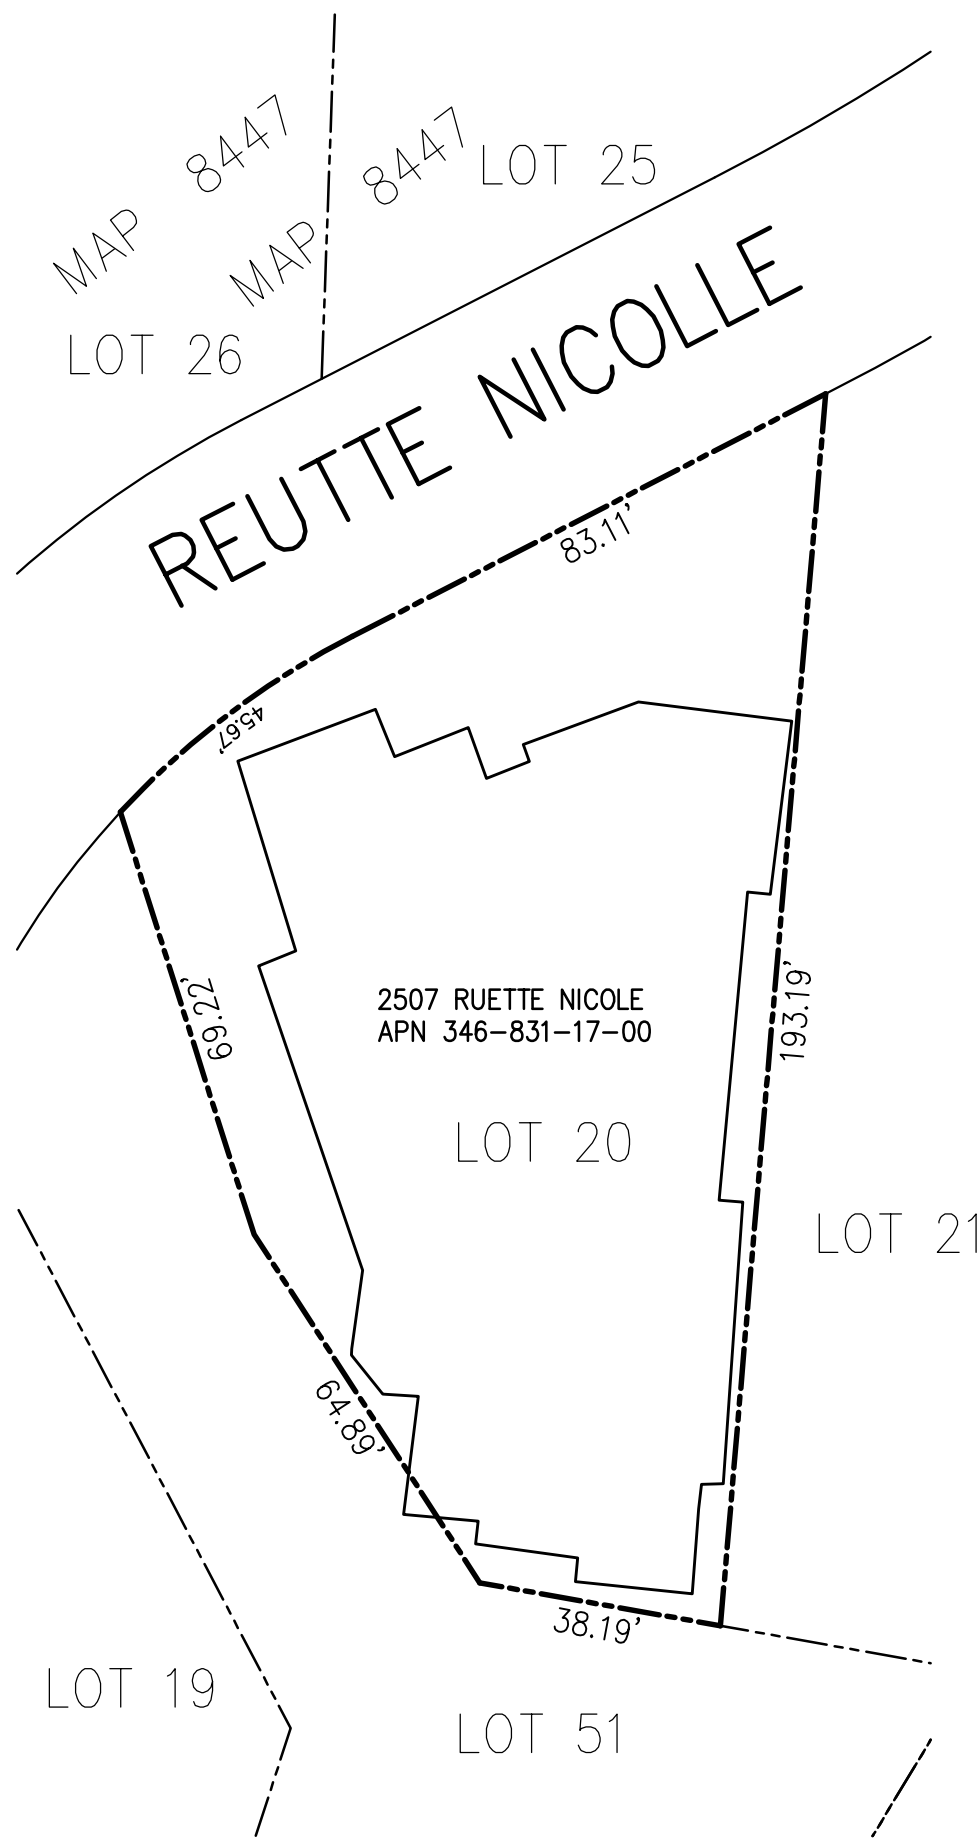 MAP 8447
MAP 8447
LOT 25
LOT 26
REUTTE NICOLLE
83.11'
45.67'
69.22'
2507 RUETTE NICOLE
APN 346-831-17-00
193.19'
LOT 20
LOT 21
64.89'
38.19'
LOT 19
LOT 51